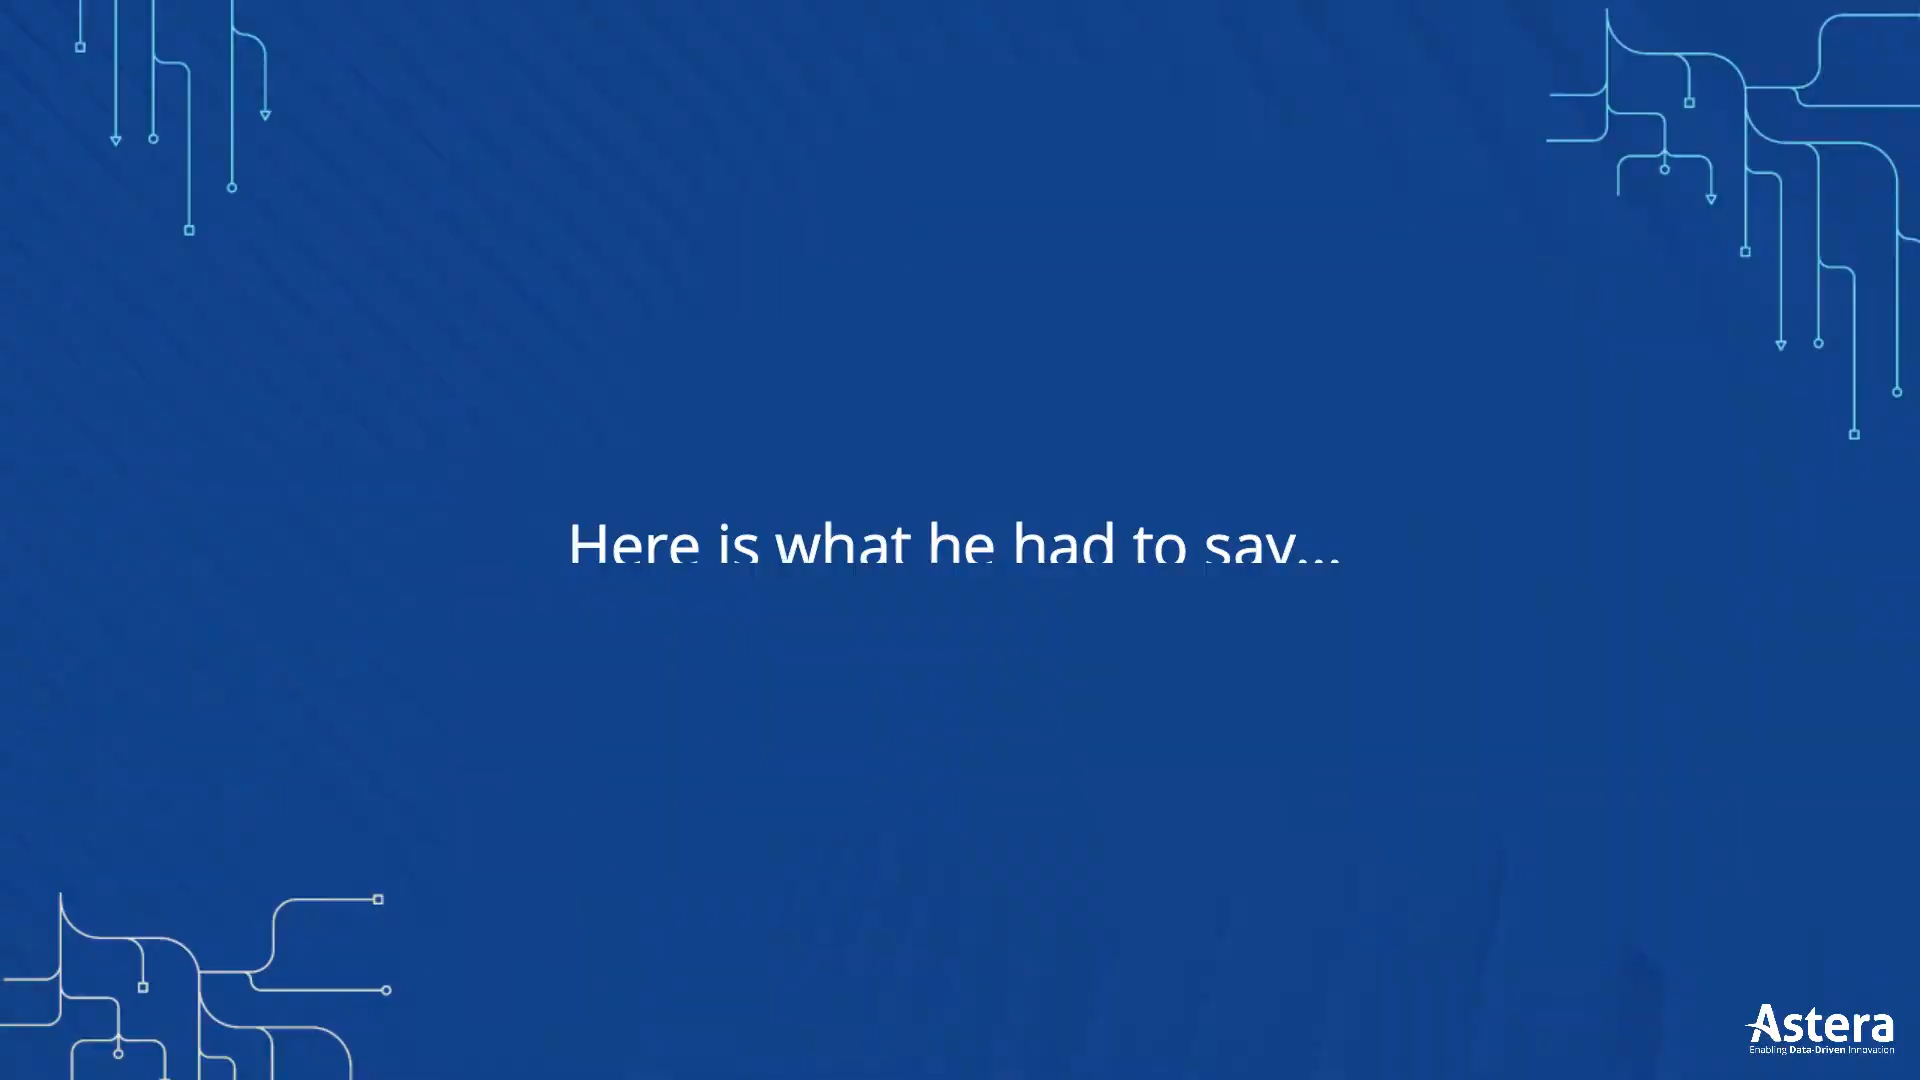 Here is what he had to say...
Astera
Enabling Data-Driven Innovation